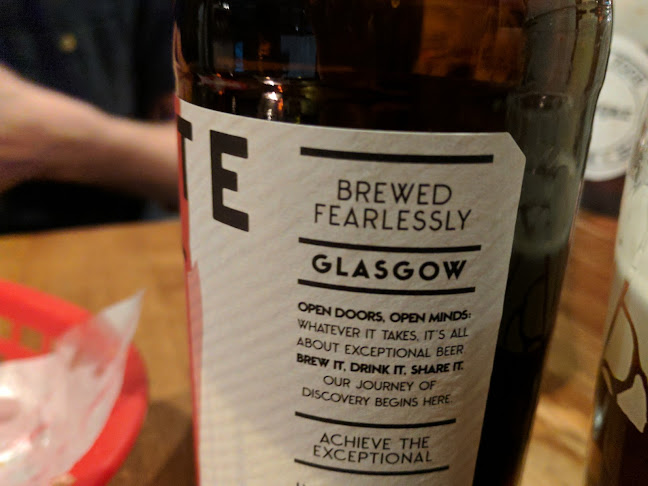 TE
BREWED
FEARLESSLY
GLASGOW
OPEN DOORS, OPEN MINDS:
WHATEVER IT TAKES, IT'S ALL
ABOUT EXCEPTIONAL BEER
BREW IT, DRINK IT, SHARE IT.
OUR JOURNEY OF
DISCOVERY BEGINS HERE.
ACHIEVE THE
EXCEPTIONAL